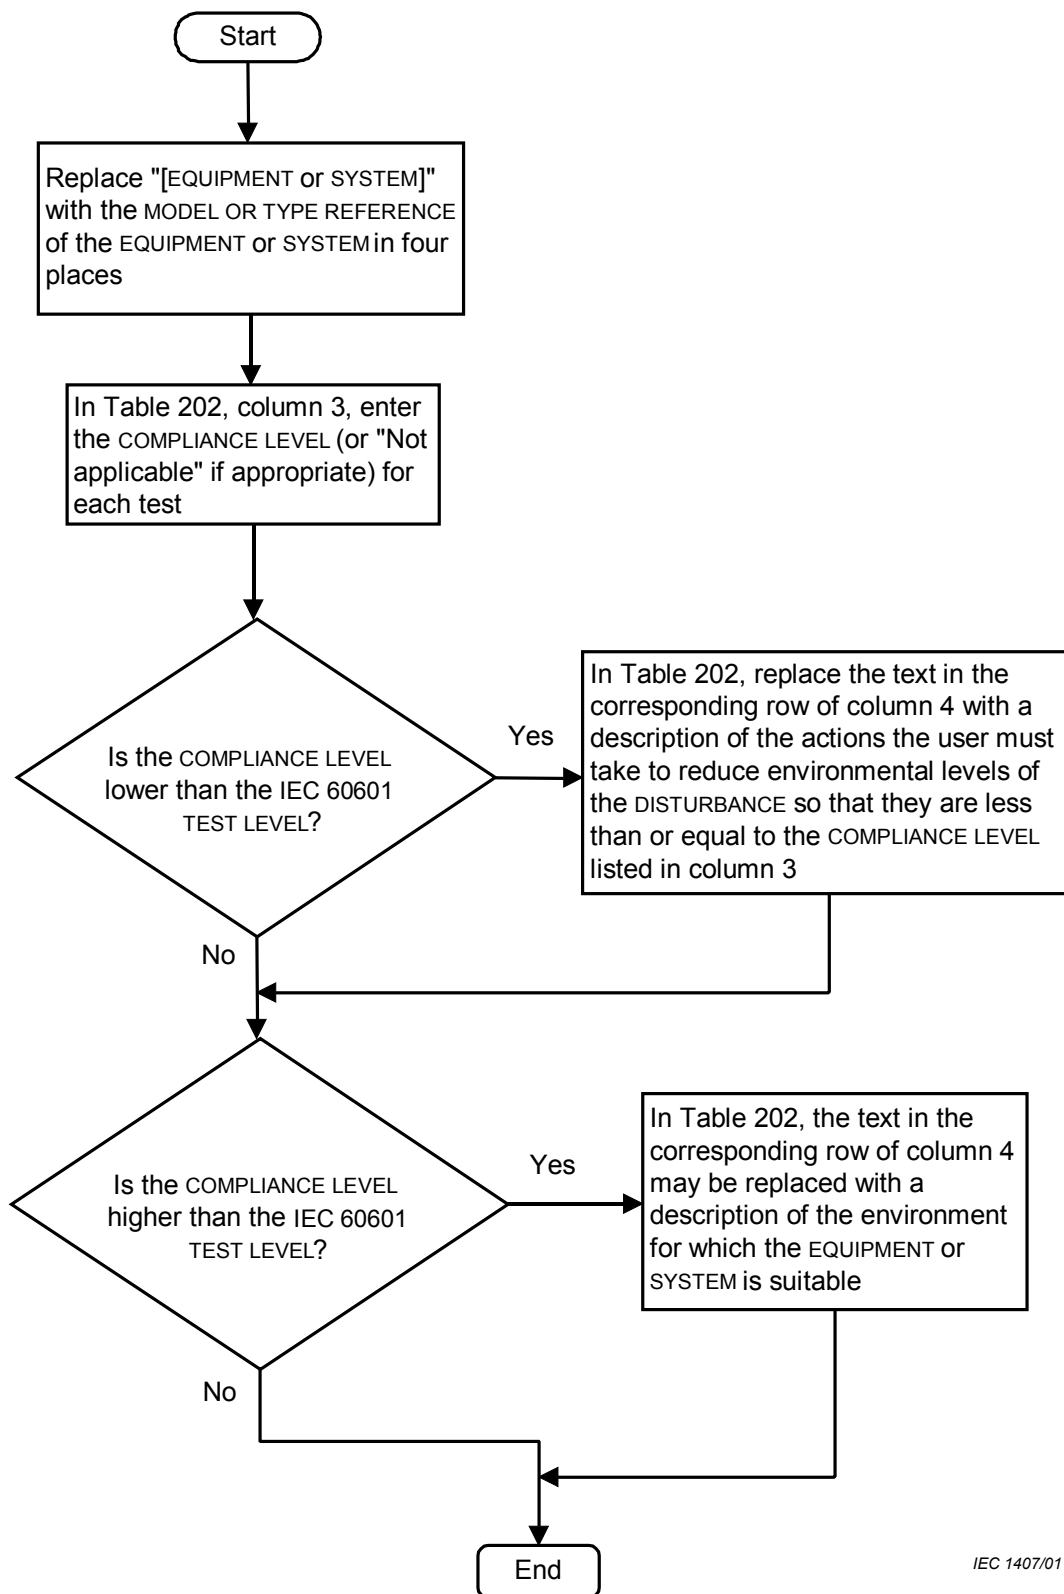 Start
Replace "[EQUIPMENT or SYSTEM]"
with the MODEL OR TYPE REFERENCE
of the EQUIPMENT or SYSTEM in four
places
In Table 202, column 3, enter
the COMPLIANCE LEVEL (or "Not
applicable" if appropriate) for
each test
Is the COMPLIANCE LEVEL
lower than the IEC 60601
TEST LEVEL?
Yes
In Table 202, replace the text in the
corresponding row of column 4 with a
description of the actions the user must
take to reduce environmental levels of
the DISTURBANCE so that they are less
than or equal to the COMPLIANCE LEVEL
listed in column 3
No
Is the COMPLIANCE LEVEL
higher than the IEC 60601
TEST LEVEL?
Yes
In Table 202, the text in the
corresponding row of column 4
may be replaced with a
description of the environment
for which the EQUIPMENT or
SYSTEM is suitable
No
End
IEC 1407/01